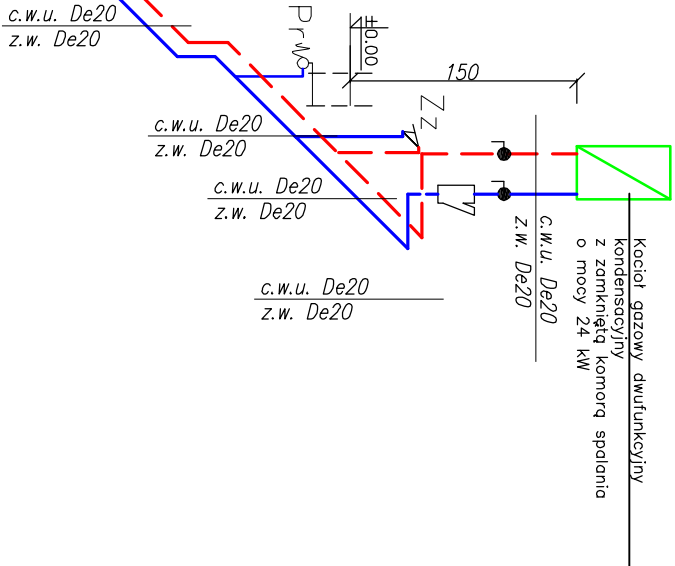 c.w.u. De20
z.w. De20
Pr
±0.00
150
Zz
c.w.u. De20
z.w. De20
c.w.u. De20
z.w. De20
c.w.u. De20
z.w. De20
c.w.u. De20
z.w. De20
Kocioł gazowy dwufunkcyjny
kondensacyjny
z zamkniętą komorą spalania
o mocy 24 kW